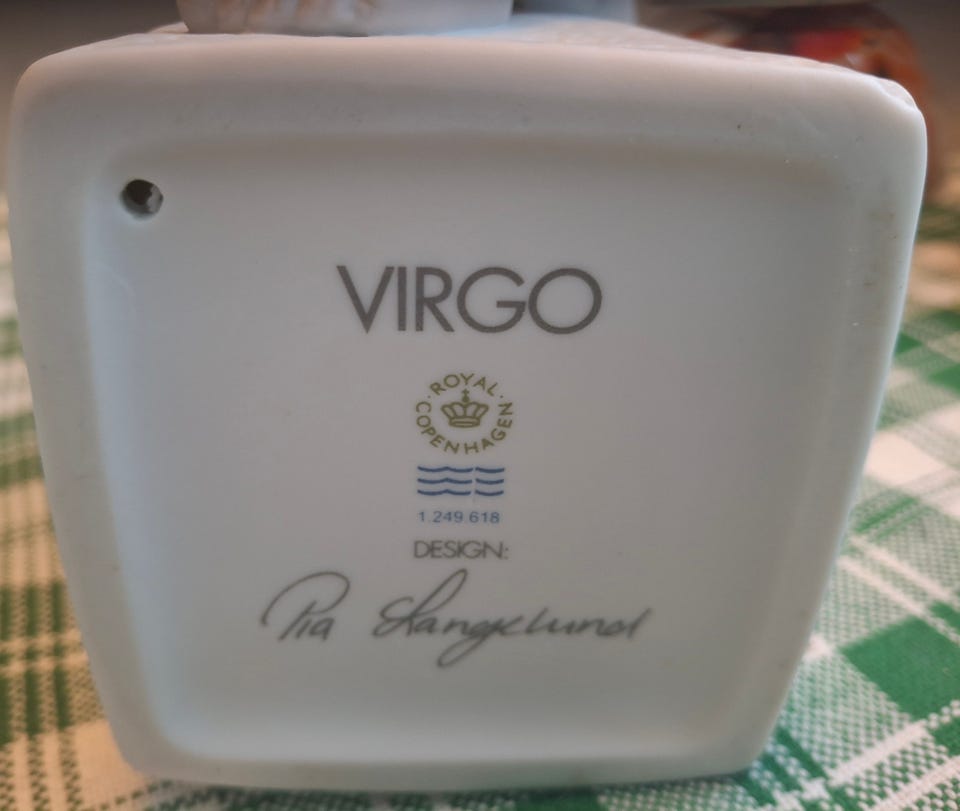 VIRGO
ROYAL COPENHAGEN
1.249.618
DESIGN:
Pia Langelund